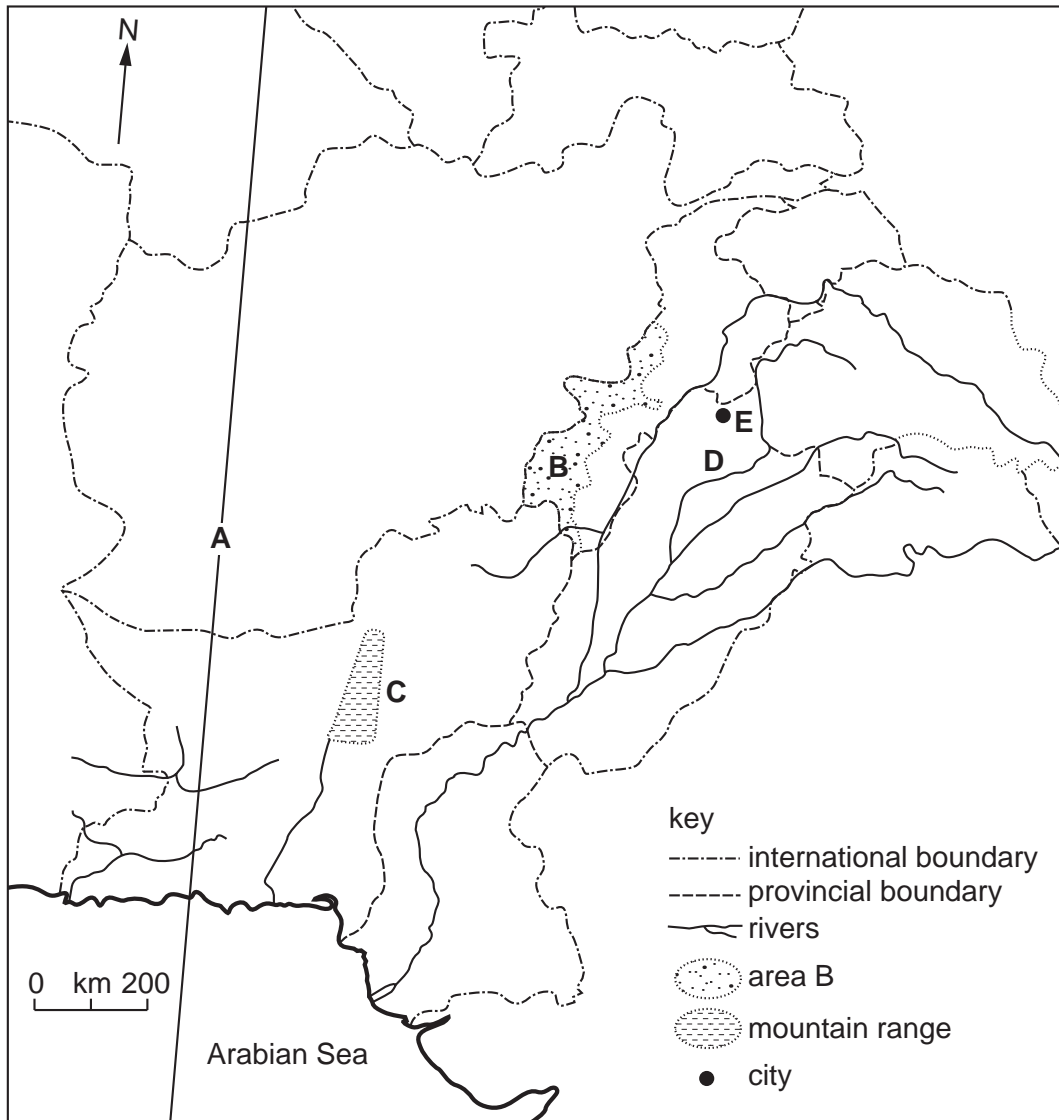 N
E
D
B
A
C
key
international boundary
provincial boundary
rivers
0 km 200
area B
mountain range
Arabian Sea
city